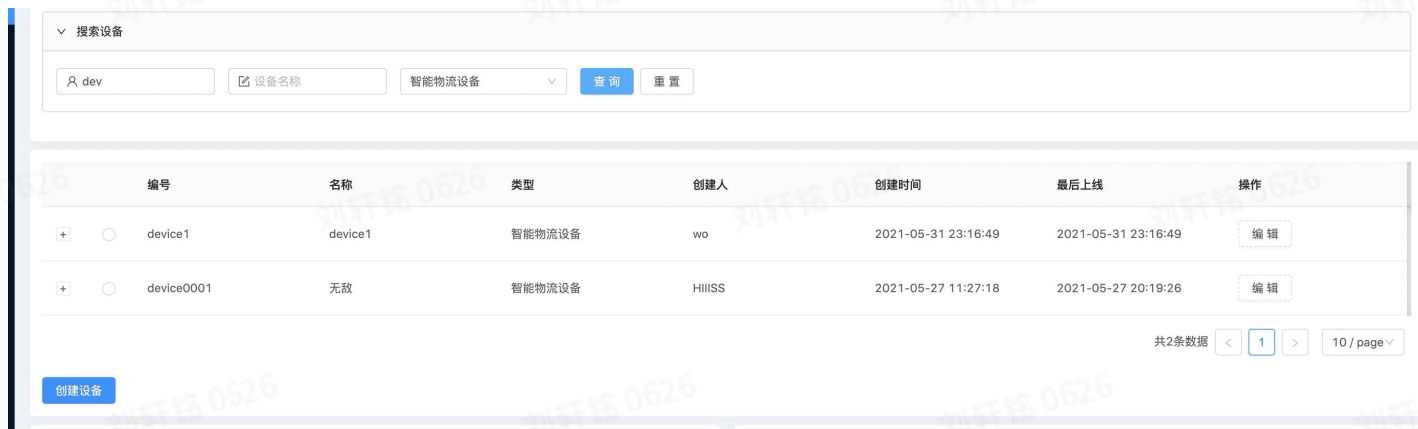 搜索设备
dev 设备名称 智能物流设备 查 询 重 置
编号 名称 类型 创建人 创建时间 最后上线 操作
device1 device1 智能物流设备 wo 2021-05-31 23:16:49 2021-05-31 23:16:49 编 辑
device0001 无敌 智能物流设备 HIIISS 2021-05-27 11:27:18 2021-05-27 20:19:26 编 辑
共2条数据 < 1 > 10 / page
创建设备
刘轩铭 0626